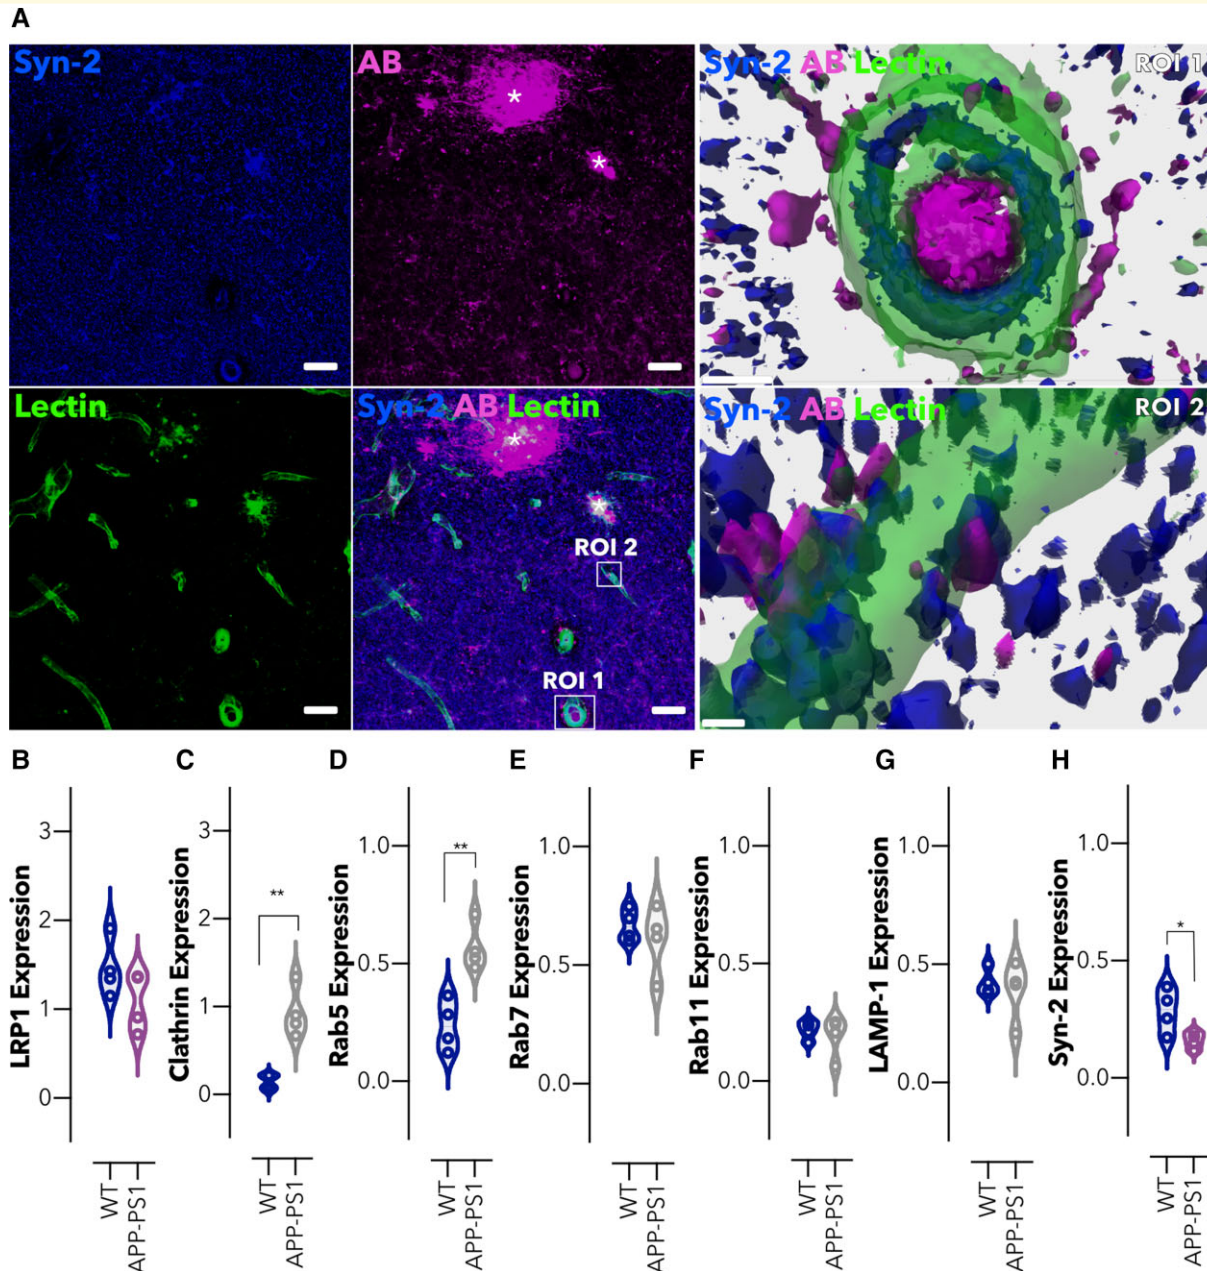 A
Syn-2
AB
Syn-2 AB Lectin
ROI 1
Lectin
Syn-2 AB Lectin
ROI 2
ROI 1
Syn-2 AB Lectin
ROI 2
*
*
*
*
B
LRP1 Expression
3
2
1
0
WT
APP-PS1
C
Clathrin Expression
3
2
1
0
**
WT
APP-PS1
D
Rab5 Expression
1.0
0.5
0.0
**
WT
APP-PS1
E
Rab7 Expression
1.0
0.5
0.0
WT
APP-PS1
F
Rab11 Expression
1.0
0.5
0.0
WT
APP-PS1
G
LAMP-1 Expression
1.0
0.5
0.0
WT
APP-PS1
H
Syn-2 Expression
1.0
0.5
0.0
*
WT
APP-PS1